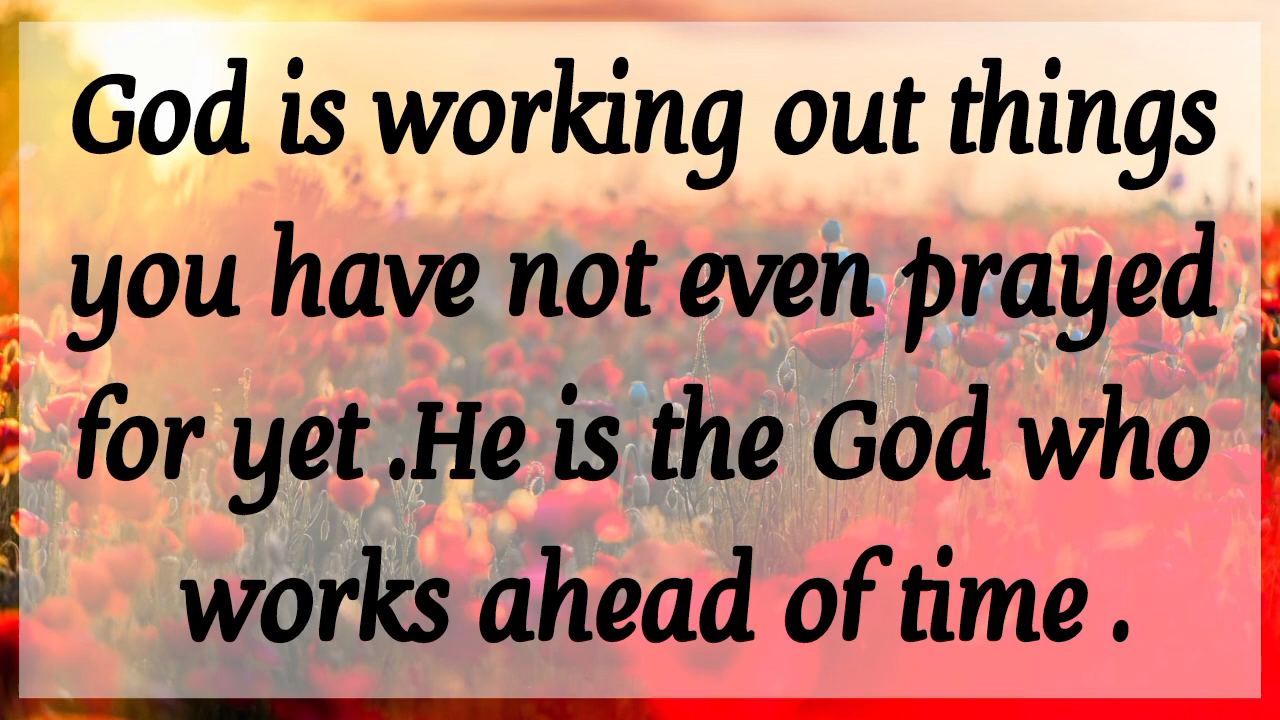 God is working out things
you have not even prayed
for yet .He is the God who
works ahead of time .